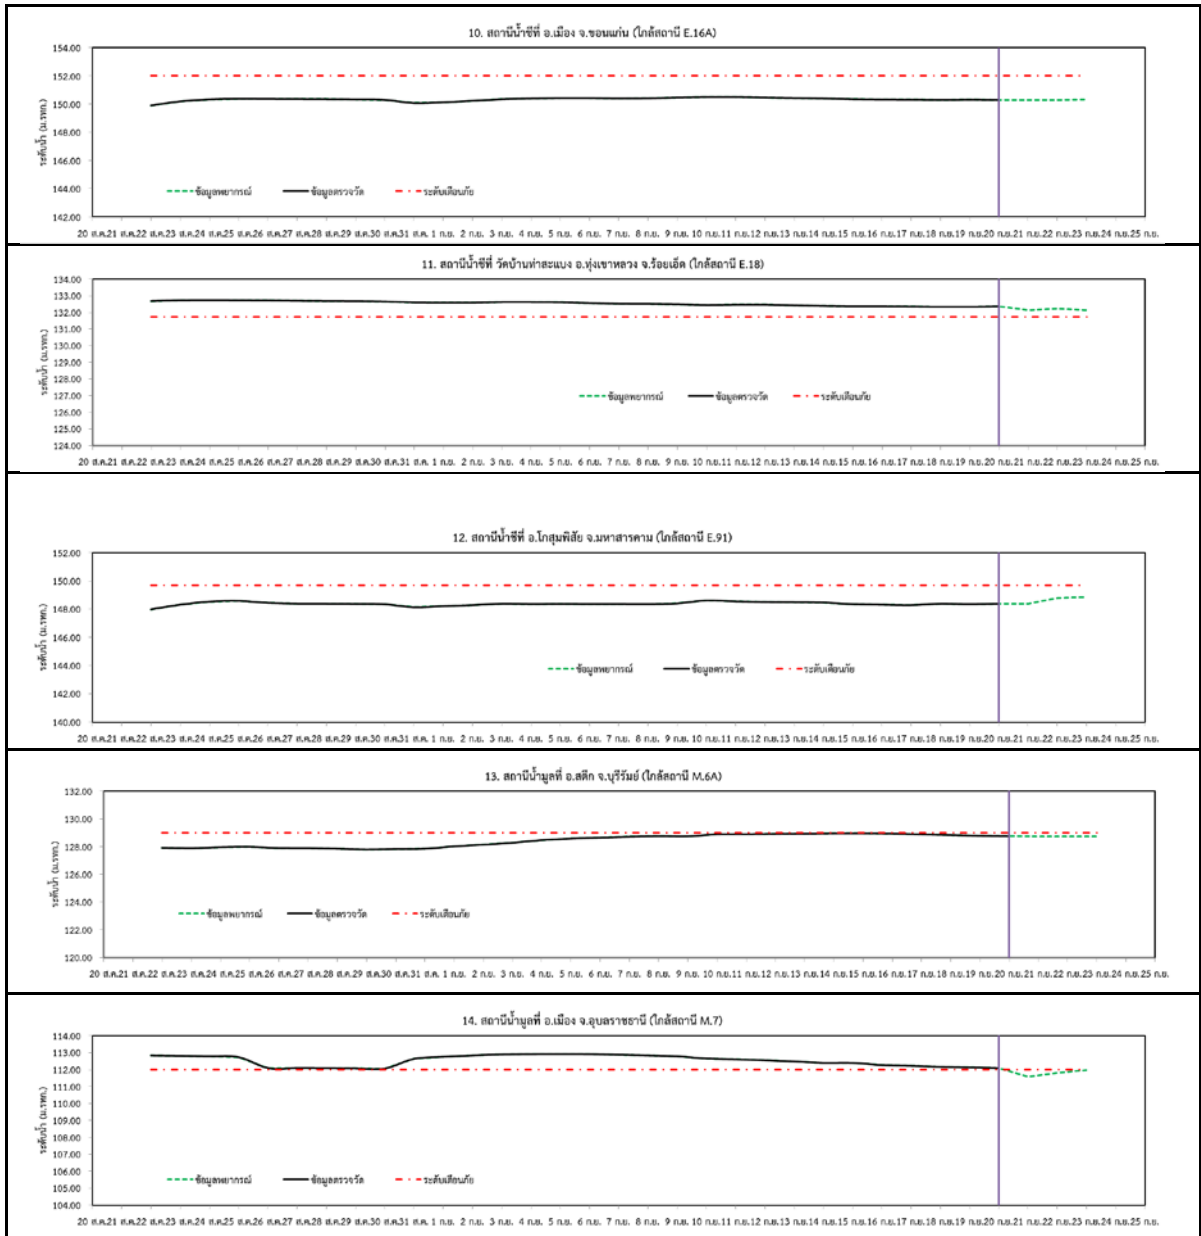 10. สถานีน้ำชีที่ อ.เมือง จ.ขอนแก่น (ใกล้สถานี E.16A)
ระดับน้ำ (ม.รทก.)
154.00
152.00
150.00
148.00
146.00
144.00
142.00
ข้อมูลพยากรณ์ ข้อมูลตรวจวัด ระดับเตือนภัย
20 ส.ค.21 ส.ค.22 ส.ค.23 ส.ค.24 ส.ค.25 ส.ค.26 ส.ค.27 ส.ค.28 ส.ค.29 ส.ค.30 ส.ค.31 ส.ค. 1 ก.ย. 2 ก.ย. 3 ก.ย. 4 ก.ย. 5 ก.ย. 6 ก.ย. 7 ก.ย. 8 ก.ย. 9 ก.ย.10 ก.ย.11 ก.ย.12 ก.ย.13 ก.ย.14 ก.ย.15 ก.ย.16 ก.ย.17 ก.ย.18 ก.ย.19 ก.ย.20 ก.ย.21 ก.ย.22 ก.ย.23 ก.ย.24 ก.ย.25 ก.ย.
11. สถานีน้ำชีที่ วัดบ้านท่าสะแบง อ.ทุ่งเขาหลวง จ.ร้อยเอ็ด (ใกล้สถานี E.18)
ระดับน้ำ (ม.รทก.)
134.00
133.00
132.00
131.00
130.00
129.00
128.00
127.00
126.00
125.00
124.00
ข้อมูลพยากรณ์ ข้อมูลตรวจวัด ระดับเตือนภัย
20 ส.ค.21 ส.ค.22 ส.ค.23 ส.ค.24 ส.ค.25 ส.ค.26 ส.ค.27 ส.ค.28 ส.ค.29 ส.ค.30 ส.ค.31 ส.ค. 1 ก.ย. 2 ก.ย. 3 ก.ย. 4 ก.ย. 5 ก.ย. 6 ก.ย. 7 ก.ย. 8 ก.ย. 9 ก.ย.10 ก.ย.11 ก.ย.12 ก.ย.13 ก.ย.14 ก.ย.15 ก.ย.16 ก.ย.17 ก.ย.18 ก.ย.19 ก.ย.20 ก.ย.21 ก.ย.22 ก.ย.23 ก.ย.24 ก.ย.25 ก.ย.
12. สถานีน้ำชีที่ อ.โกสุมพิสัย จ.มหาสารคาม (ใกล้สถานี E.91)
ระดับน้ำ (ม.รทก.)
152.00
150.00
148.00
146.00
144.00
142.00
140.00
ข้อมูลพยากรณ์ ข้อมูลตรวจวัด ระดับเตือนภัย
20 ส.ค.21 ส.ค.22 ส.ค.23 ส.ค.24 ส.ค.25 ส.ค.26 ส.ค.27 ส.ค.28 ส.ค.29 ส.ค.30 ส.ค.31 ส.ค. 1 ก.ย. 2 ก.ย. 3 ก.ย. 4 ก.ย. 5 ก.ย. 6 ก.ย. 7 ก.ย. 8 ก.ย. 9 ก.ย.10 ก.ย.11 ก.ย.12 ก.ย.13 ก.ย.14 ก.ย.15 ก.ย.16 ก.ย.17 ก.ย.18 ก.ย.19 ก.ย.20 ก.ย.21 ก.ย.22 ก.ย.23 ก.ย.24 ก.ย.25 ก.ย.
13. สถานีน้ำมูลที่ อ.สตึก จ.บุรีรัมย์ (ใกล้สถานี M.6A)
ระดับน้ำ (ม.รทก.)
132.00
130.00
128.00
126.00
124.00
122.00
120.00
ข้อมูลพยากรณ์ ข้อมูลตรวจวัด ระดับเตือนภัย
20 ส.ค.21 ส.ค.22 ส.ค.23 ส.ค.24 ส.ค.25 ส.ค.26 ส.ค.27 ส.ค.28 ส.ค.29 ส.ค.30 ส.ค.31 ส.ค. 1 ก.ย. 2 ก.ย. 3 ก.ย. 4 ก.ย. 5 ก.ย. 6 ก.ย. 7 ก.ย. 8 ก.ย. 9 ก.ย.10 ก.ย.11 ก.ย.12 ก.ย.13 ก.ย.14 ก.ย.15 ก.ย.16 ก.ย.17 ก.ย.18 ก.ย.19 ก.ย.20 ก.ย.21 ก.ย.22 ก.ย.23 ก.ย.24 ก.ย.25 ก.ย.
14. สถานีน้ำมูลที่ อ.เมือง จ.อุบลราชธานี (ใกล้สถานี M.7)
ระดับน้ำ (ม.รทก.)
114.00
113.00
112.00
111.00
110.00
109.00
108.00
107.00
106.00
105.00
104.00
ข้อมูลพยากรณ์ ข้อมูลตรวจวัด ระดับเตือนภัย
20 ส.ค.21 ส.ค.22 ส.ค.23 ส.ค.24 ส.ค.25 ส.ค.26 ส.ค.27 ส.ค.28 ส.ค.29 ส.ค.30 ส.ค.31 ส.ค. 1 ก.ย. 2 ก.ย. 3 ก.ย. 4 ก.ย. 5 ก.ย. 6 ก.ย. 7 ก.ย. 8 ก.ย. 9 ก.ย.10 ก.ย.11 ก.ย.12 ก.ย.13 ก.ย.14 ก.ย.15 ก.ย.16 ก.ย.17 ก.ย.18 ก.ย.19 ก.ย.20 ก.ย.21 ก.ย.22 ก.ย.23 ก.ย.24 ก.ย.25 ก.ย.